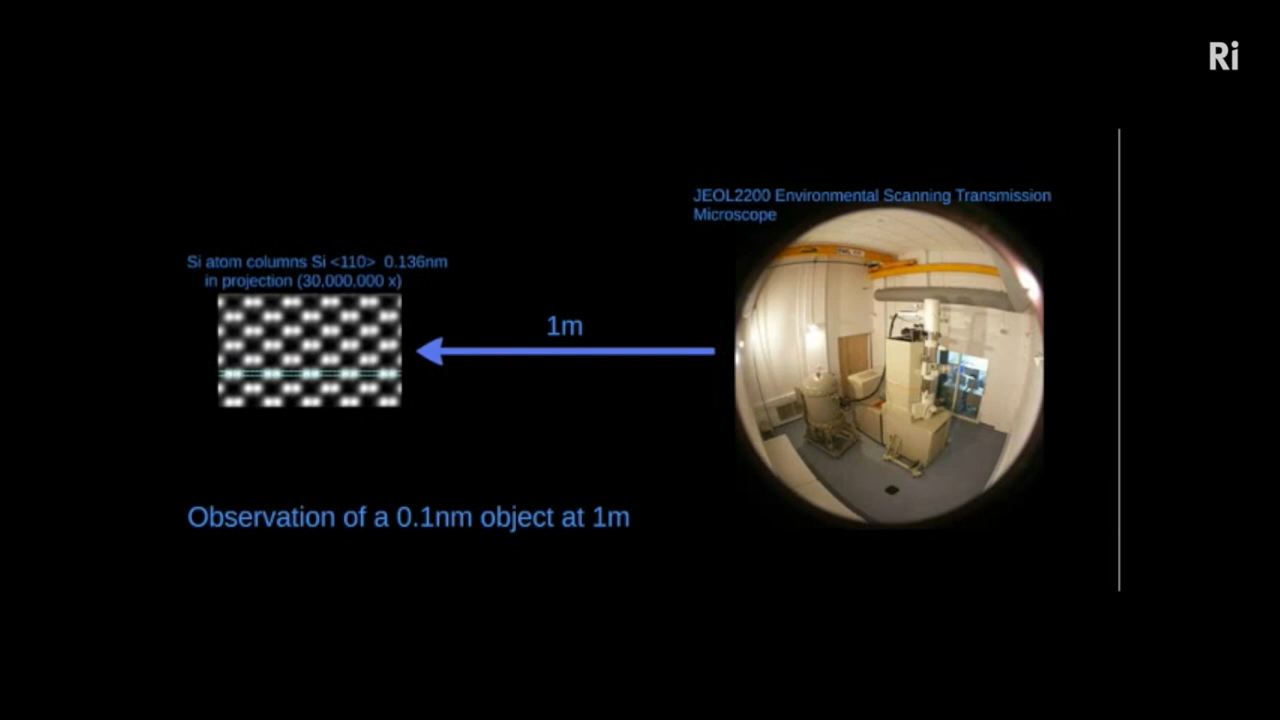 Ri
JEOL2200 Environmental Scanning Transmission
Microscope
Si atom columns Si <110> 0.136nm
in projection (30,000,000 x)
1m
Observation of a 0.1nm object at 1m